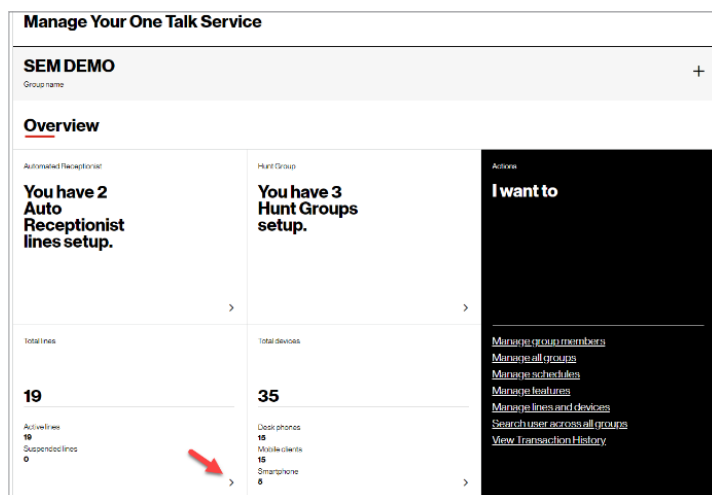 Manage Your One Talk Service
SEM DEMO
Group name
Overview
Automated Receptionist
You have 2
Auto
Receptionist
lines setup.
Hunt Group
You have 3
Hunt Groups
setup.
Actions
I want to
Total lines
19
Active lines
19
Suspended lines
0
Total devices
35
Desk phones
15
Mobile clients
15
Smartphone
5
Manage group members
Manage all groups
Manage schedules
Manage features
Manage lines and devices
Search user across all groups
View Transaction History